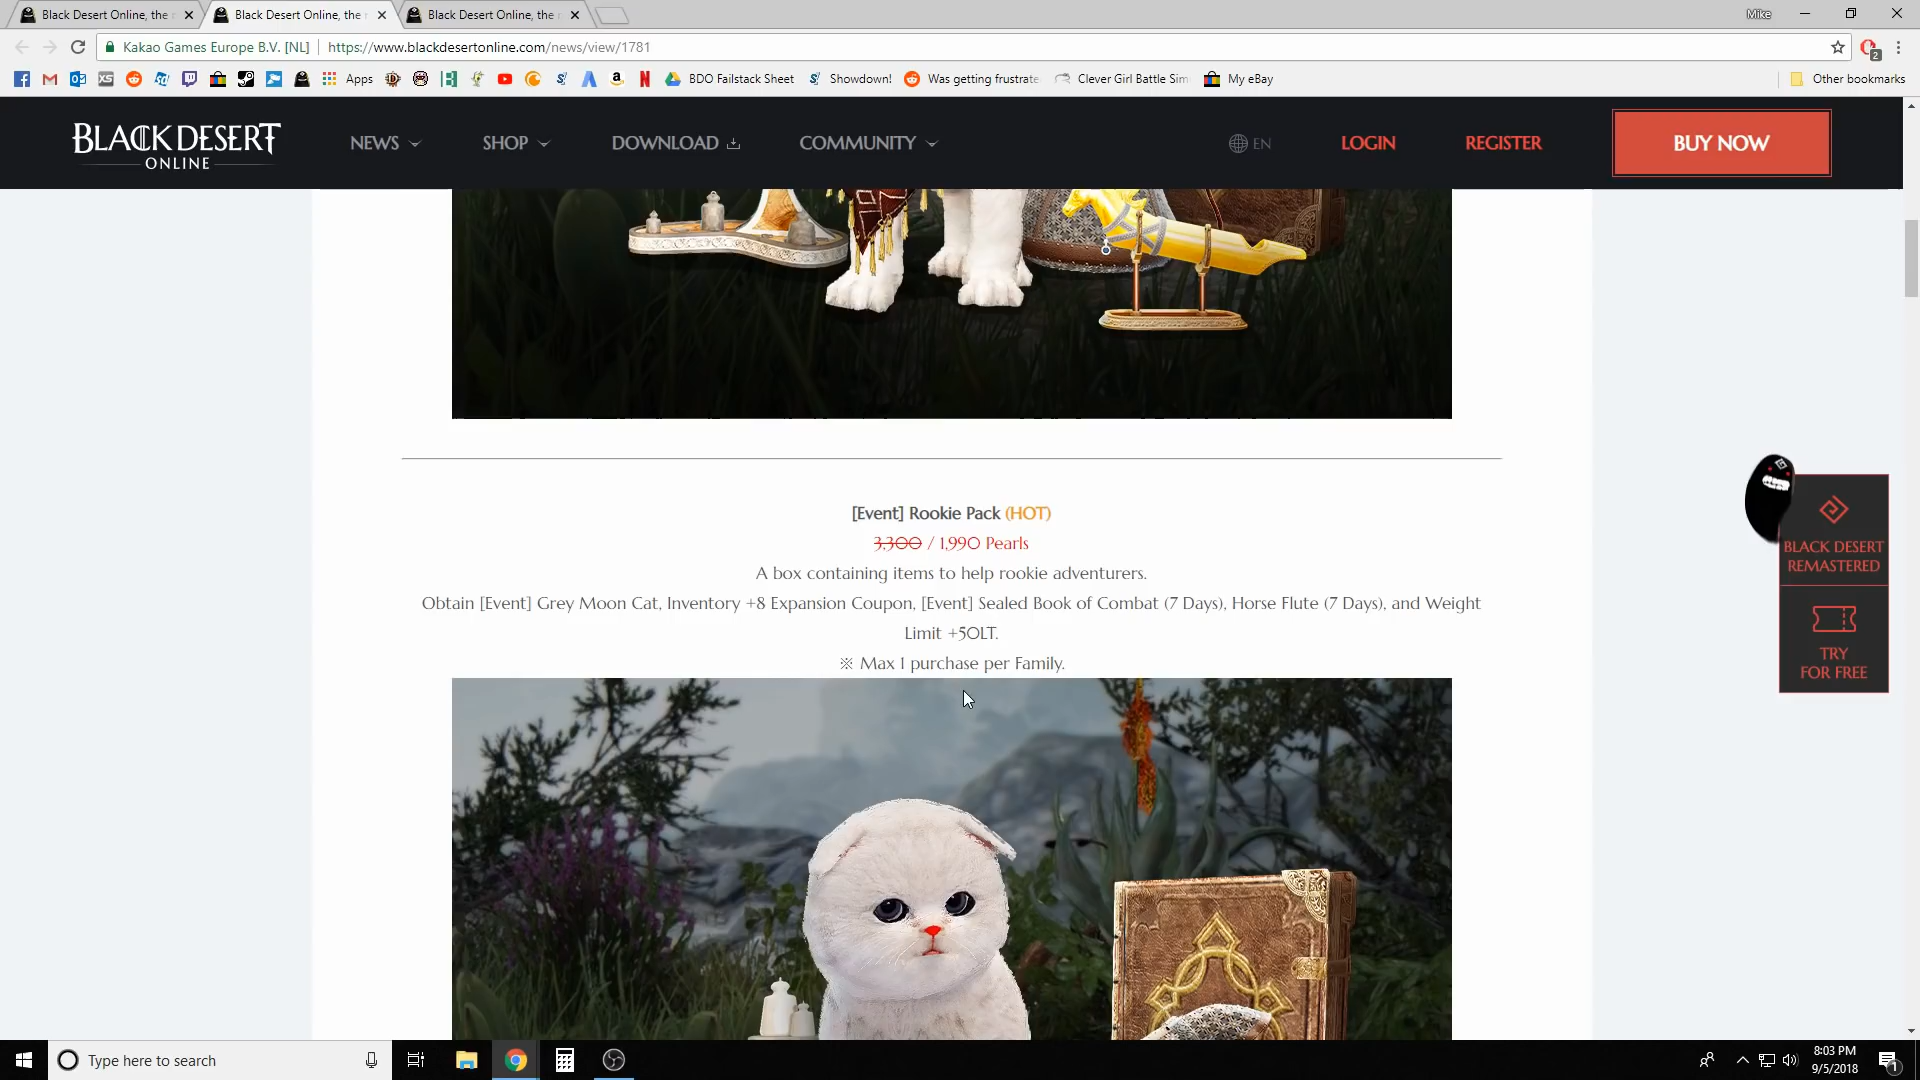 Black Desert Online, the
Black Desert Online, the
Black Desert Online, the
Mike
Kakao Games Europe B.V. [NL]
https://www.blackdesertonline.com/news/view/1781
Apps
BDO Failstack Sheet
Showdown!
Was getting frustrate
Clever Girl Battle Sim
My eBay
Other bookmarks
BLACK DESERT
ONLINE
NEWS
SHOP
DOWNLOAD
COMMUNITY
EN
LOGIN
REGISTER
BUY NOW
[Event] Rookie Pack (HOT)
3,300 / 1,990 Pearls
A box containing items to help rookie adventurers.
Obtain [Event] Grey Moon Cat, Inventory +8 Expansion Coupon, [Event] Sealed Book of Combat (7 Days), Horse Flute (7 Days), and Weight
Limit +50LT.
※ Max 1 purchase per Family.
BLACK DESERT
REMASTERED
TRY
FOR FREE
Type here to search
8:03 PM
9/5/2018